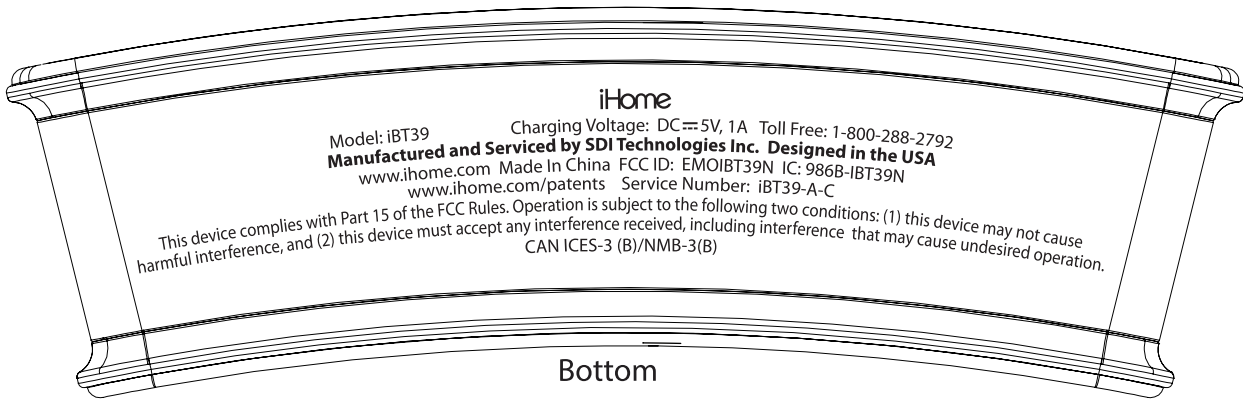 iHome
Model: iBT39 Charging Voltage: DC⎓5V, 1A Toll Free: 1-800-288-2792
Manufactured and Serviced by SDI Technologies Inc. Designed in the USA
www.ihome.com Made In China FCC ID: EMOIBT39N IC: 986B-IBT39N
www.ihome.com/patents Service Number: iBT39-A-C
This device complies with Part 15 of the FCC Rules. Operation is subject to the following two conditions: (1) this device may not cause
harmful interference, and (2) this device must accept any interference received, including interference that may cause undesired operation.
CAN ICES-3 (B)/NMB-3(B)
Bottom